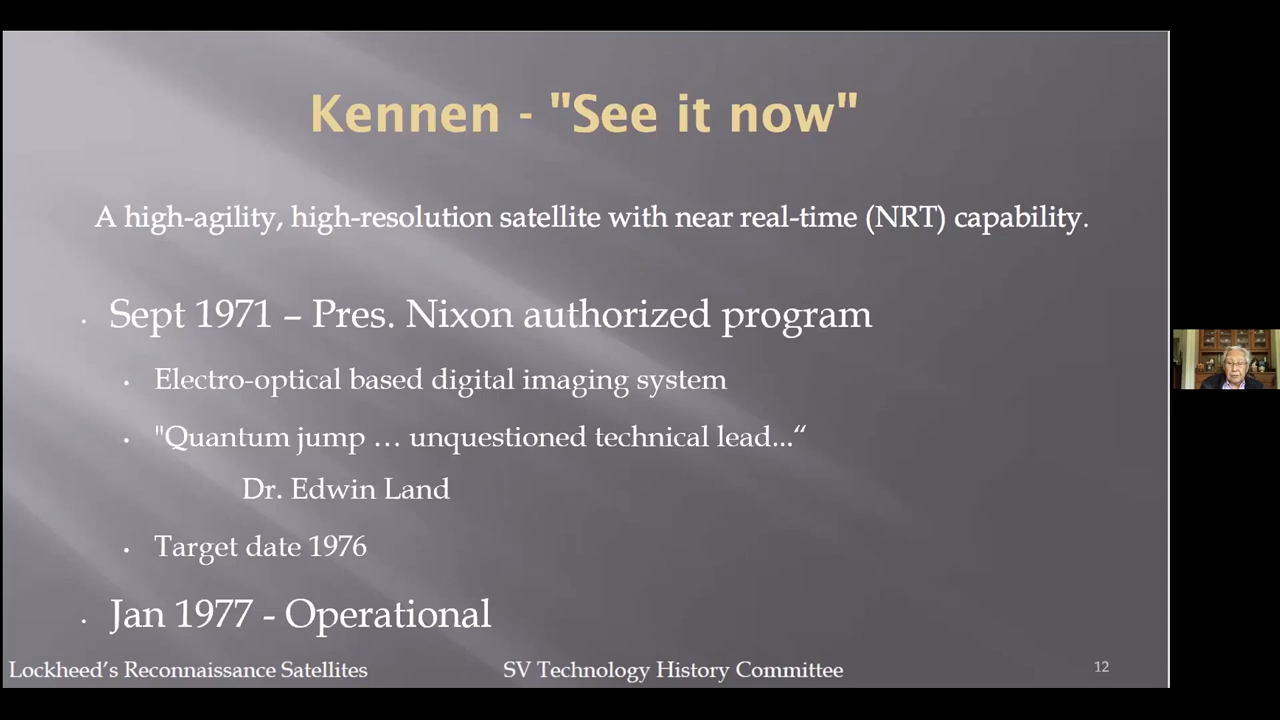 Kennen - "See it now"
A high-agility, high-resolution satellite with near real-time (NRT) capability.
· Sept 1971 – Pres. Nixon authorized program
· Electro-optical based digital imaging system
· "Quantum jump … unquestioned technical lead...“
Dr. Edwin Land
· Target date 1976
· Jan 1977 - Operational
Lockheed’s Reconnaissance Satellites SV Technology History Committee 12